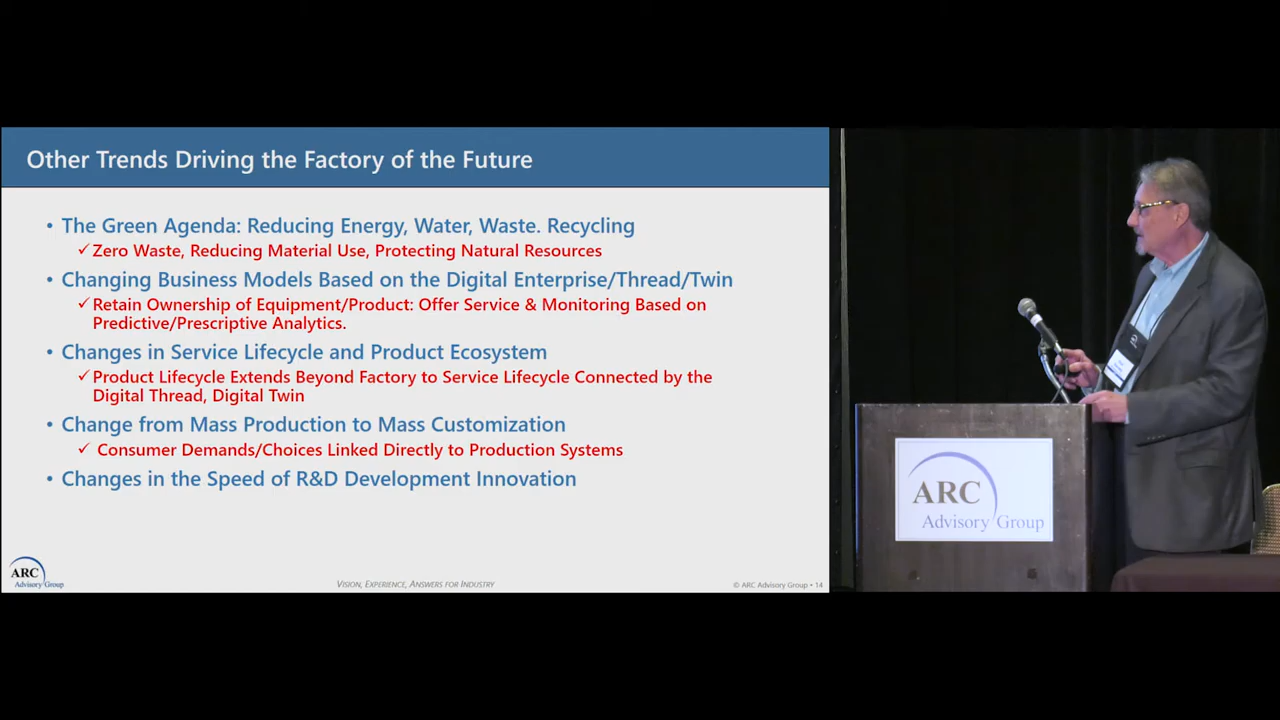 Other Trends Driving the Factory of the Future
• The Green Agenda: Reducing Energy, Water, Waste. Recycling
✓Zero Waste, Reducing Material Use, Protecting Natural Resources
• Changing Business Models Based on the Digital Enterprise/Thread/Twin
✓Retain Ownership of Equipment/Product: Offer Service & Monitoring Based on
Predictive/Prescriptive Analytics.
• Changes in Service Lifecycle and Product Ecosystem
✓Product Lifecycle Extends Beyond Factory to Service Lifecycle Connected by the
Digital Thread, Digital Twin
• Change from Mass Production to Mass Customization
✓ Consumer Demands/Choices Linked Directly to Production Systems
• Changes in the Speed of R&D Development Innovation
ARC
Advisory Group
VISION, EXPERIENCE, ANSWERS FOR INDUSTRY
© ARC Advisory Group • 14
ARC
Advisory Group